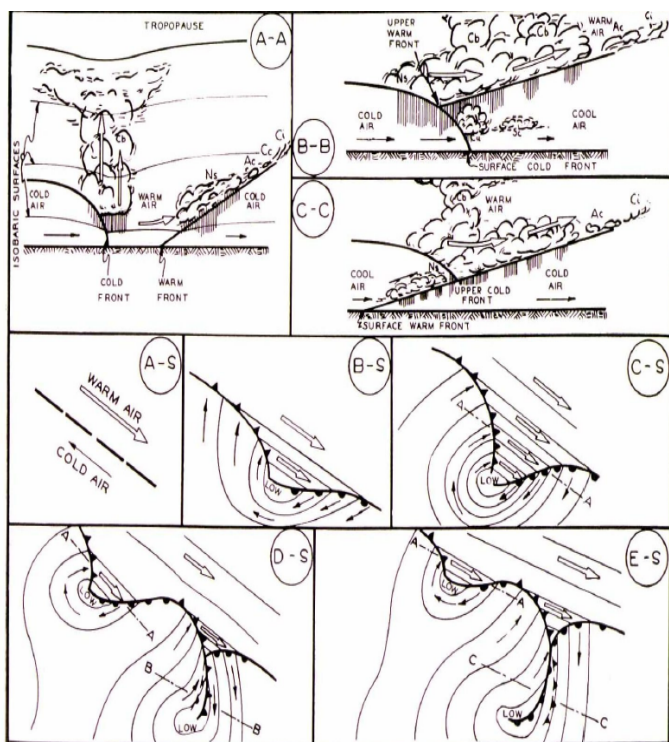 TROPOPAUSE
A-A
ISOBARIC SURFACES
Cb
Ci
Cc
Ac
Ns
COLD
AIR
WARM
AIR
COLD
AIR
COLD
FRONT
WARM
FRONT
UPPER
WARM
FRONT
Cb
WARM
AIR
Ac
Ci
Ns
COLD
AIR
COOL
AIR
Cu
B-B
SURFACE COLD FRONT
C-C
Cb
WARM
AIR
Ac
Ci
Ns
COOL
AIR
UPPER COLD
FRONT
COLD
AIR
SURFACE WARM FRONT
A-S
WARM AIR
COLD AIR
B-S
LOW
C-S
A
LOW
A
D-S
A
LOW
A
B
B
LOW
E-S
A
LOW
A
C
C
LOW